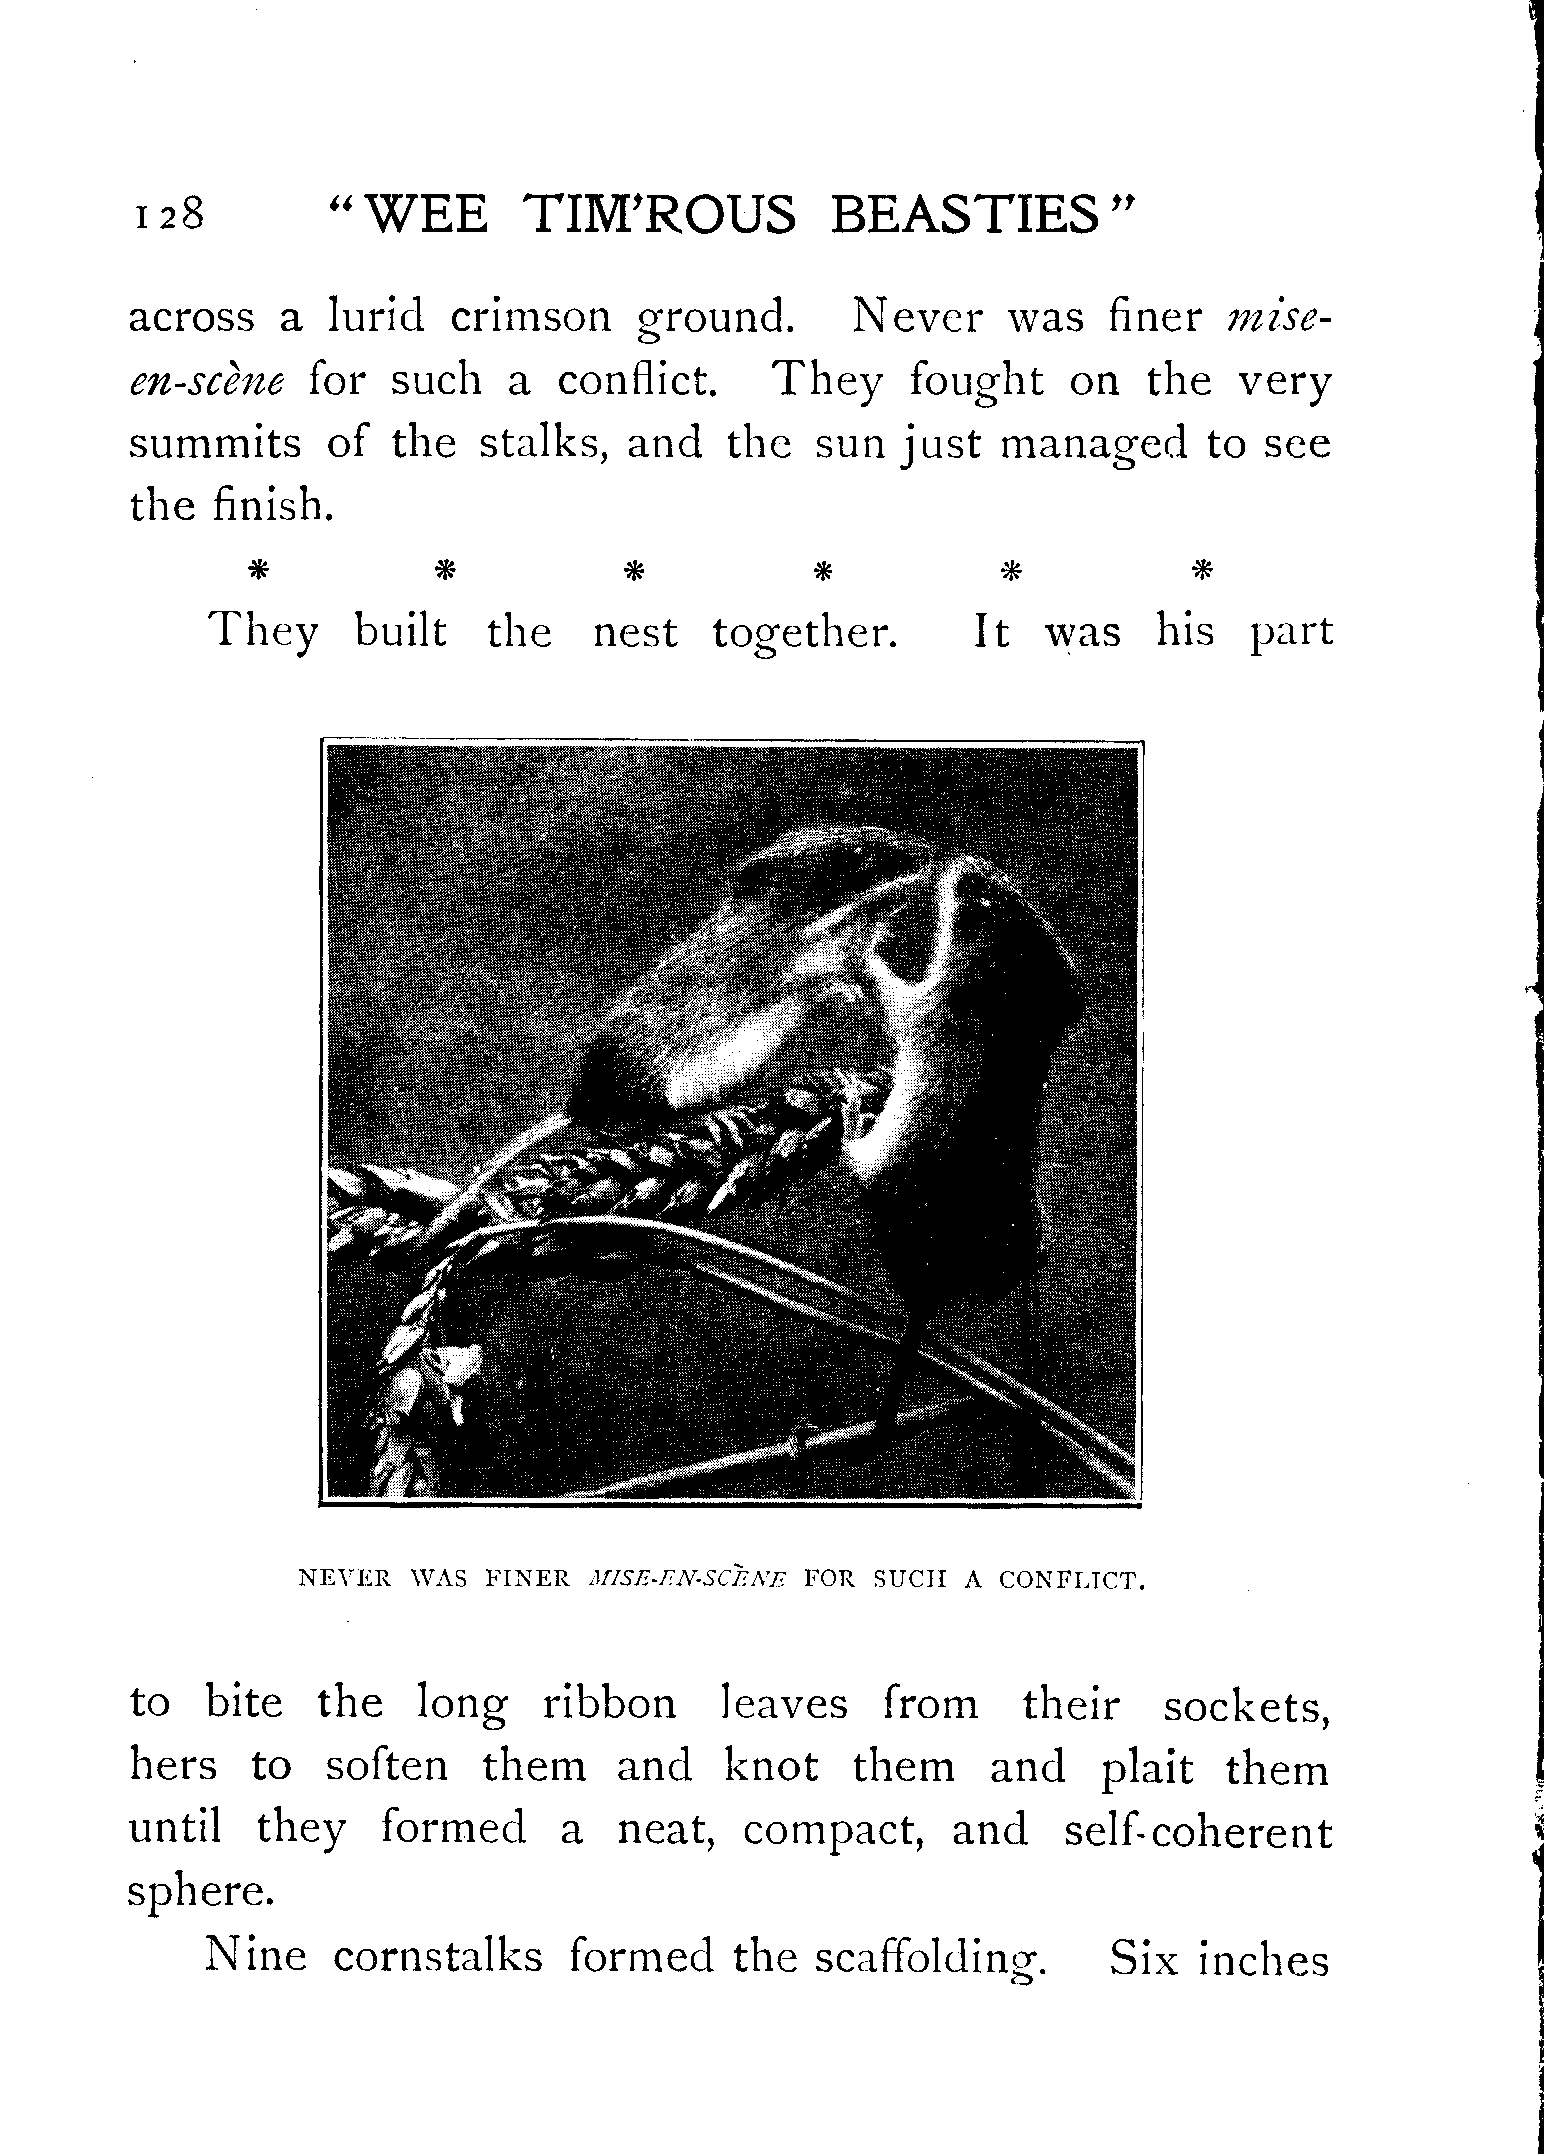 128 "WEE TIM'ROUS BEASTIES"
across a lurid crimson ground. Never was finer mise-
en-scène for such a conflict. They fought on the very
summits of the stalks, and the sun just managed to see
the finish.
* * * * * *
They built the nest together. It was his part
NEVER WAS FINER MISE-EN-SCÈNE FOR SUCH A CONFLICT.
to bite the long ribbon leaves from their sockets,
hers to soften them and knot them and plait them
until they formed a neat, compact, and self-coherent
sphere.
Nine cornstalks formed the scaffolding. Six inches